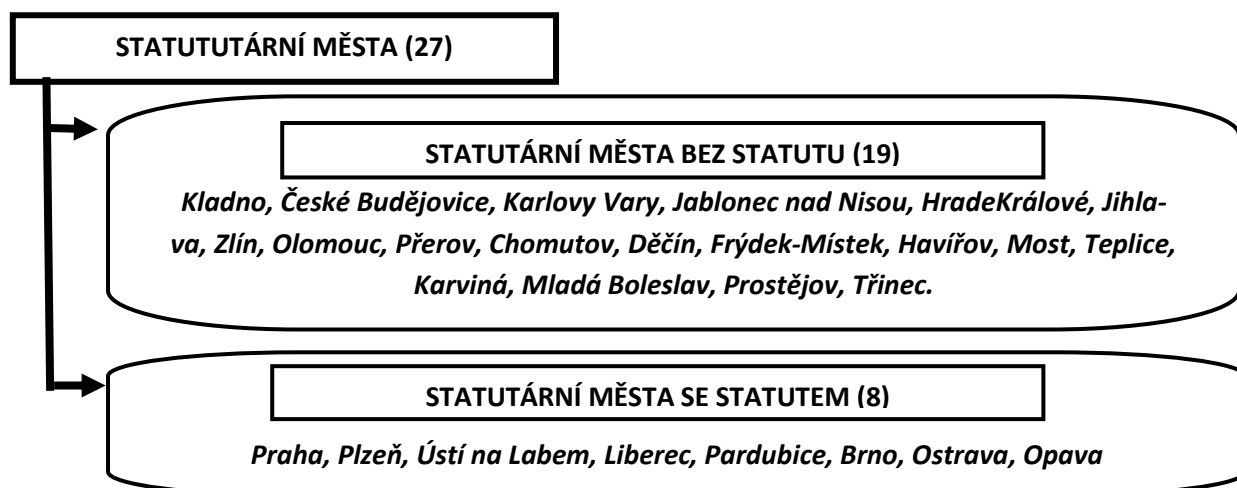 STATUTUTÁRNÍ MĚSTA (27)
STATUTÁRNÍ MĚSTA BEZ STATUTU (19)
Kladno, České Budějovice, Karlovy Vary, Jablonec nad Nisou, HradeKrálové, Jihla-
va, Zlín, Olomouc, Přerov, Chomutov, Děčín, Frýdek-Místek, Havířov, Most, Teplice,
Karviná, Mladá Boleslav, Prostějov, Třinec.
STATUTÁRNÍ MĚSTA SE STATUTEM (8)
Praha, Plzeň, Ústí na Labem, Liberec, Pardubice, Brno, Ostrava, Opava